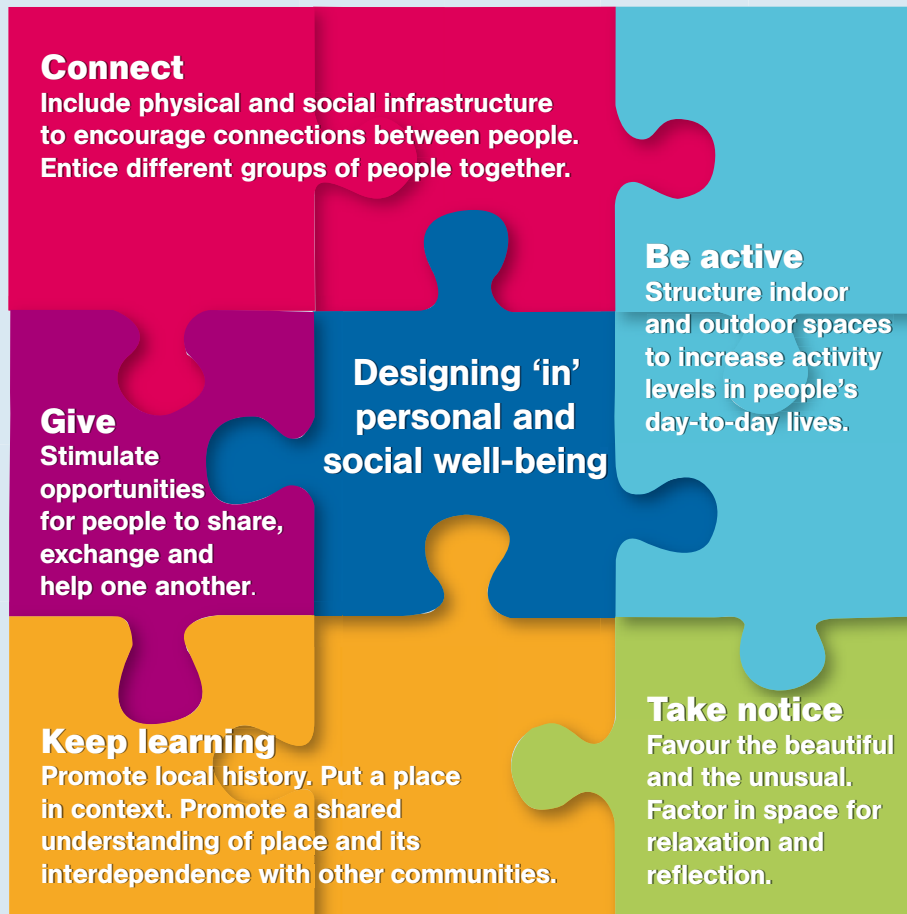 Connect
Include physical and social infrastructure
to encourage connections between people.
Entice different groups of people together.
Be active
Structure indoor
and outdoor spaces
to increase activity
levels in people’s
day-to-day lives.
Designing ‘in’
personal and
social well-being
Give
Stimulate
opportunities
for people to share,
exchange and
help one another.
Keep learning
Promote local history. Put a place
in context. Promote a shared
understanding of place and its
interdependence with other communities.
Take notice
Favour the beautiful
and the unusual.
Factor in space for
relaxation and
reflection.